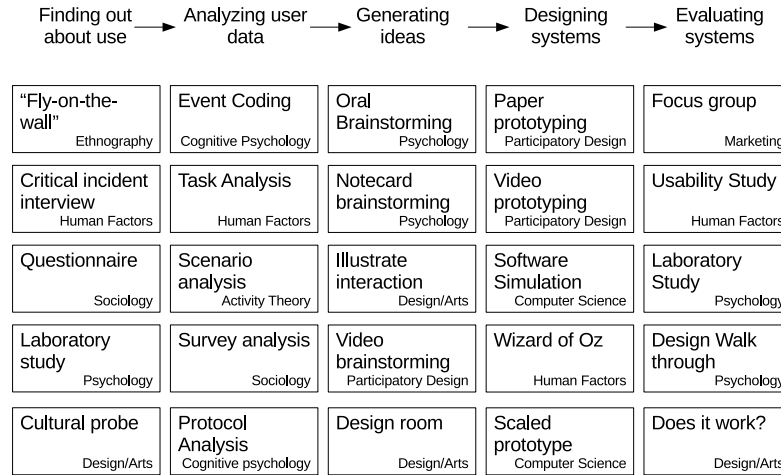 Finding out
about use
Analyzing user
data
Generating
ideas
Designing
systems
Evaluating
systems
“Fly-on-the-
wall”
Ethnography
Event Coding
Cognitive Psychology
Oral
Brainstorming
Psychology
Paper
prototyping
Participatory Design
Focus group
Marketing
Critical incident
interview
Human Factors
Task Analysis
Human Factors
Notecard
brainstorming
Psychology
Video
prototyping
Participatory Design
Usability Study
Human Factors
Questionnaire
Sociology
Scenario
analysis
Activity Theory
Illustrate
interaction
Design/Arts
Software
Simulation
Computer Science
Laboratory
Study
Psychology
Laboratory
study
Psychology
Survey analysis
Sociology
Video
brainstorming
Participatory Design
Wizard of Oz
Human Factors
Design Walk
through
Psychology
Cultural probe
Design/Arts
Protocol
Analysis
Cognitive psychology
Design room
Design/Arts
Scaled
prototype
Computer Science
Does it work?
Design/Arts